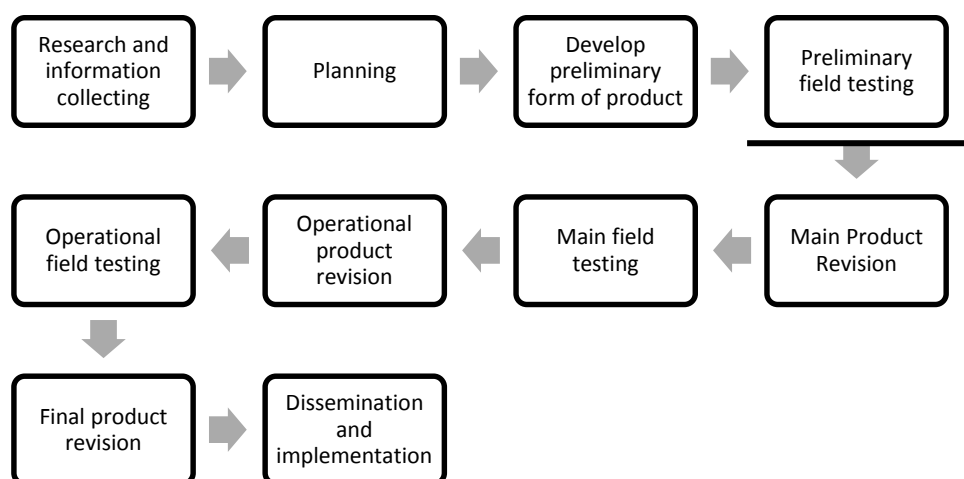 Research and
information
collecting
Planning
Develop
preliminary
form of product
Preliminary
field testing
Main Product
Revision
Main field
testing
Operational
product
revision
Operational
field testing
Final product
revision
Dissemination
and
implementation